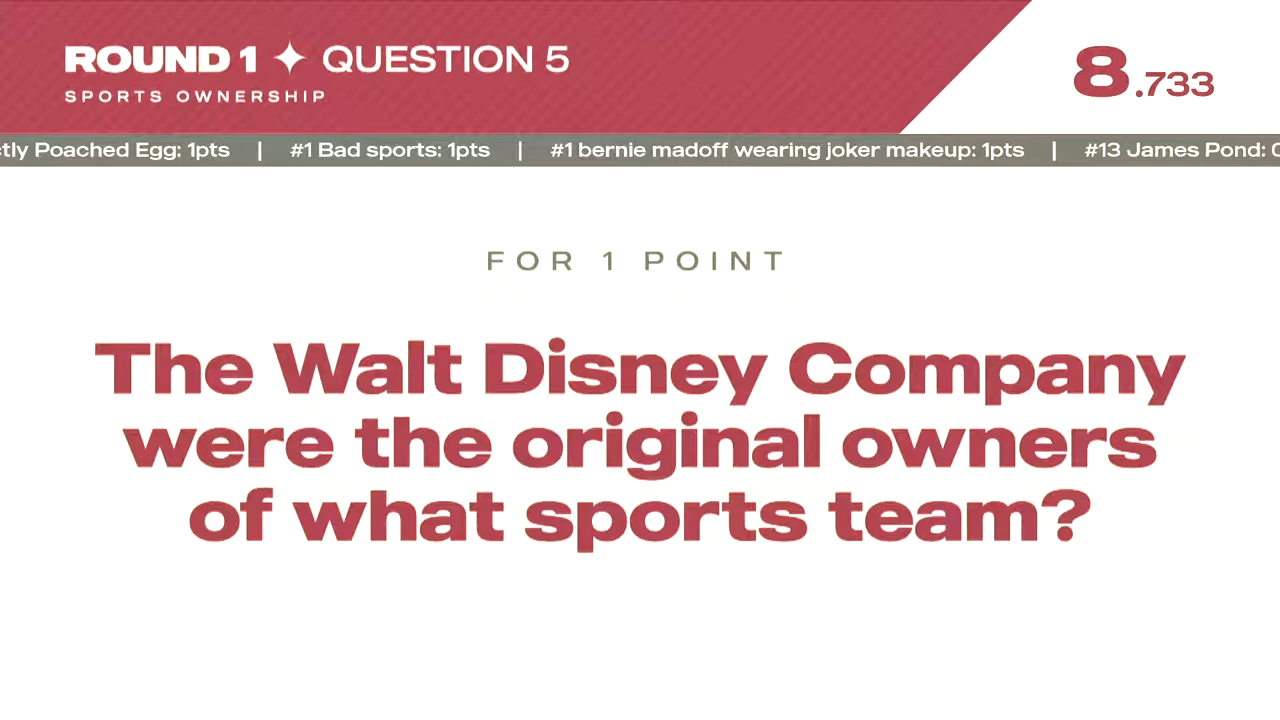 ROUND 1 ✦ QUESTION 5
SPORTS OWNERSHIP
8.733
Poached Egg: 1pts | #1 Bad sports: 1pts | #1 bernie madoff wearing joker makeup: 1pts | #13 James Pond:
FOR 1 POINT
The Walt Disney Company
were the original owners
of what sports team?